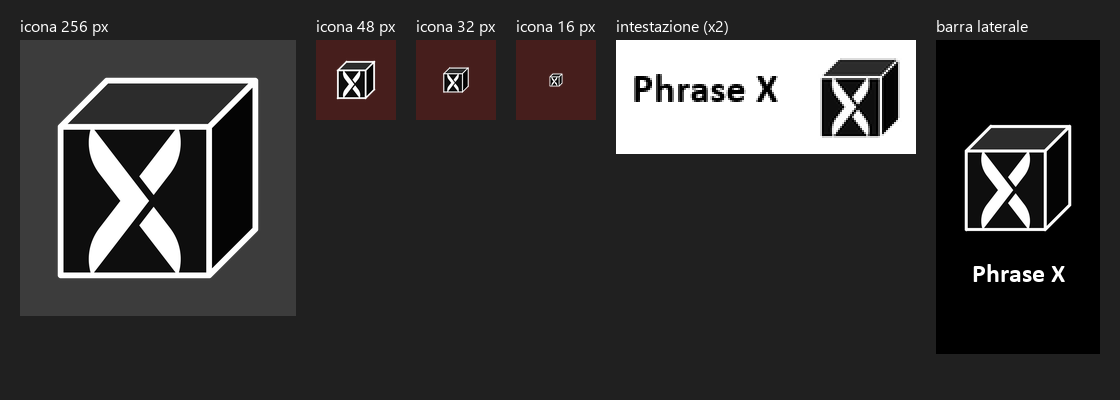 icona 256 px
icona 48 px
icona 32 px
icona 16 px
intestazione (x2)
barra laterale
Phrase X
Phrase X